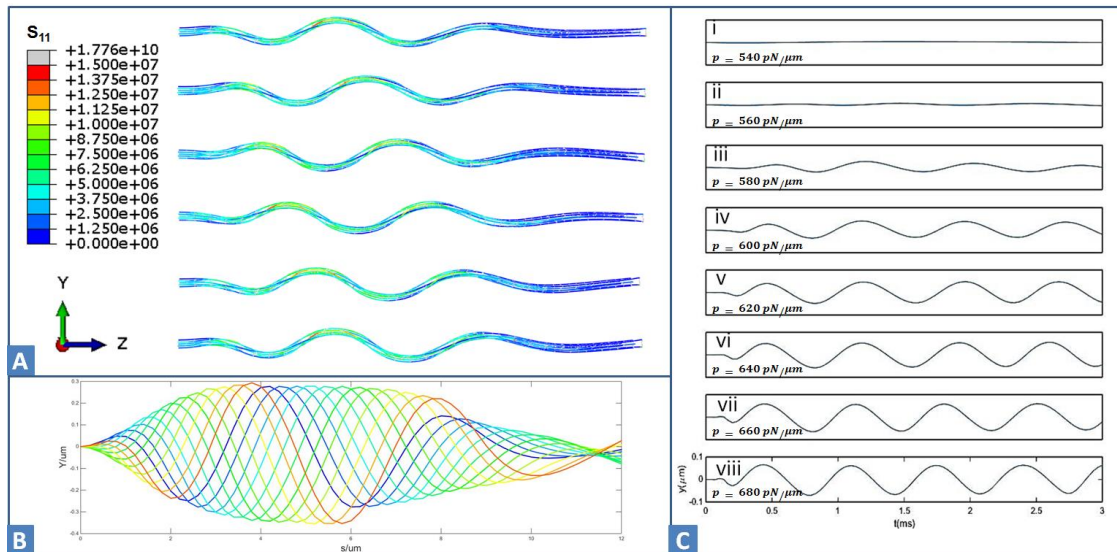 S11
+1.776e+10
+1.500e+07
+1.375e+07
+1.250e+07
+1.125e+07
+1.000e+07
+8.750e+06
+7.500e+06
+6.250e+06
+5.000e+06
+3.750e+06
+2.500e+06
+1.250e+06
+0.000e+00
Y
Z
A
0.3
0.2
0.1
0
-0.1
-0.2
-0.3
-0.4
Y/um
0 2 4 6 8 10 12
s/um
B
i
p = 540 pN/μm
ii
p = 560 pN/μm
iii
p = 580 pN/μm
iv
p = 600 pN/μm
v
p = 620 pN/μm
vi
p = 640 pN/μm
vii
p = 660 pN/μm
viii
p = 680 pN/μm
0.1
0
-0.1
y(μm)
0 0.5 1 1.5 2 2.5 3
t(ms)
C